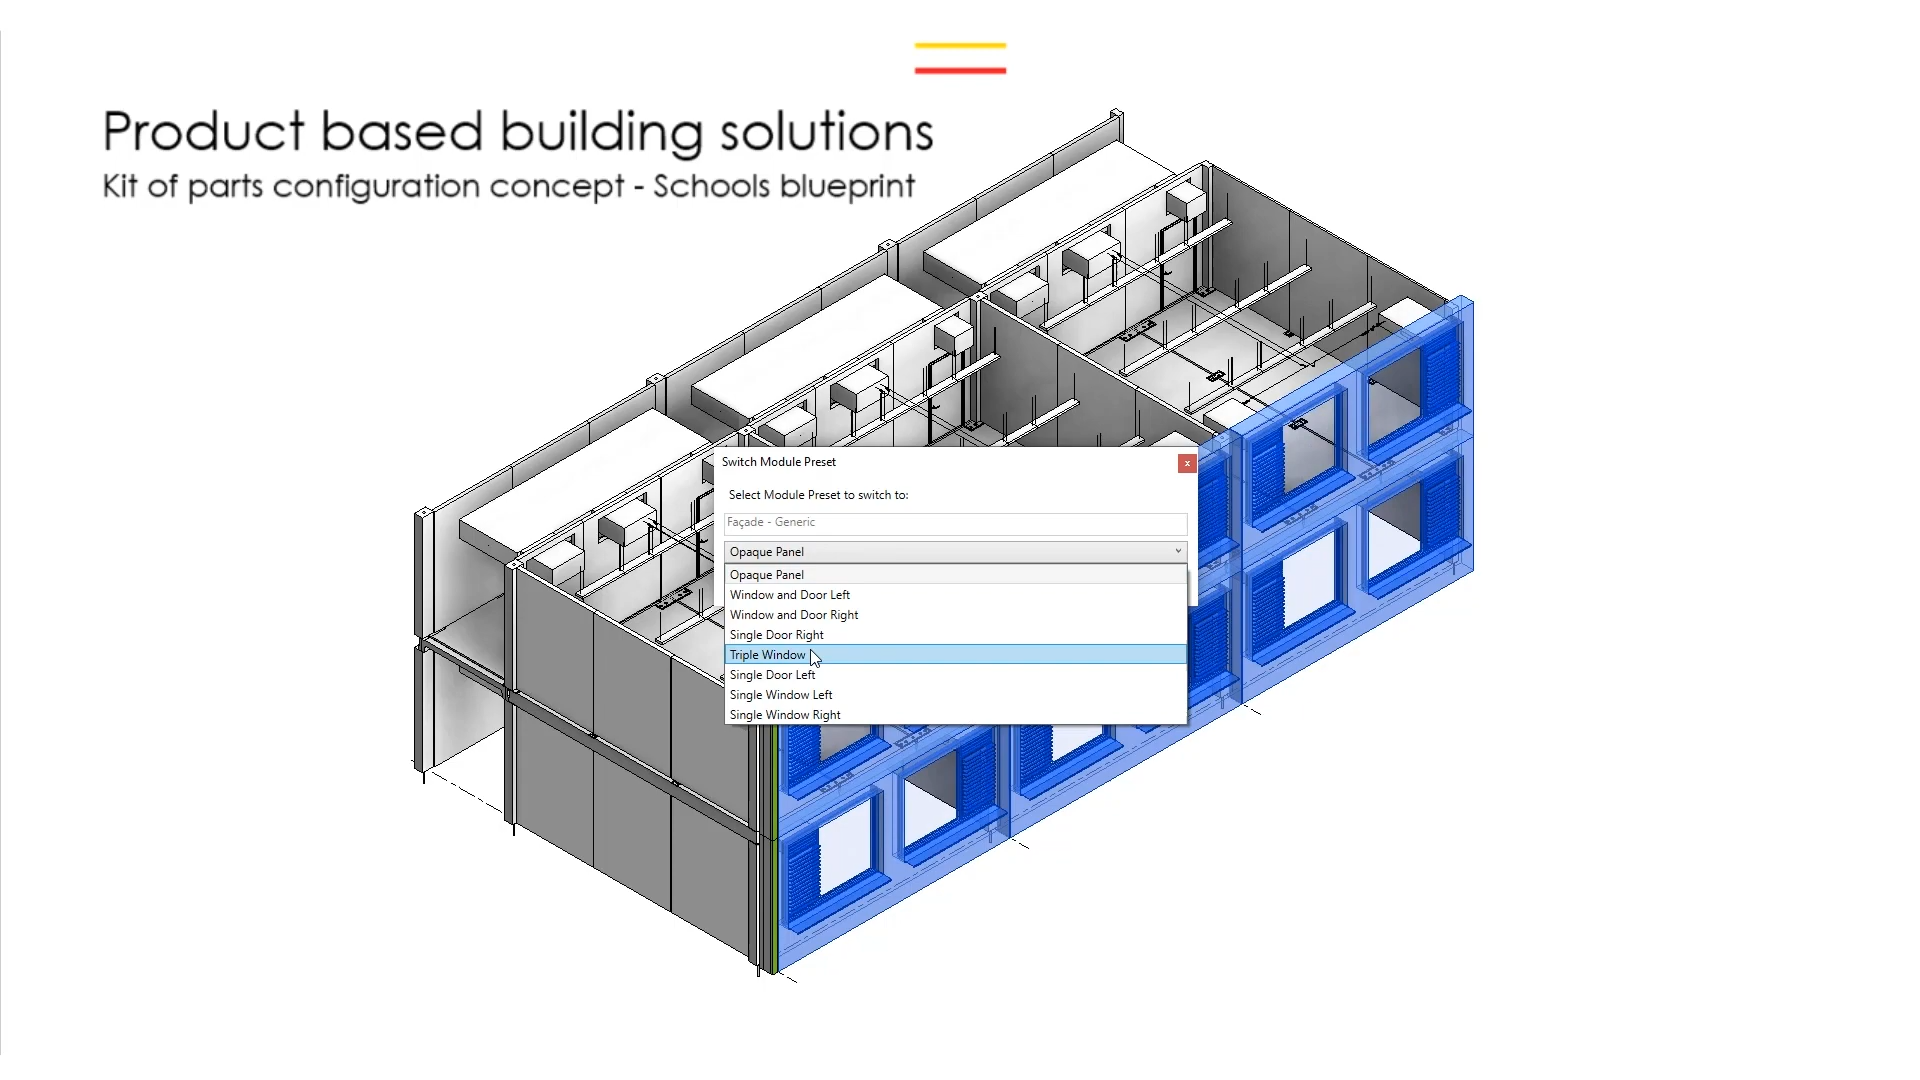 Product based building solutions
Kit of parts configuration concept - Schools blueprint
Switch Module Preset
x
Select Module Preset to switch to:
Façade - Generic
Opaque Panel
Opaque Panel
Window and Door Left
Window and Door Right
Single Door Right
Triple Window
Single Door Left
Single Window Left
Single Window Right